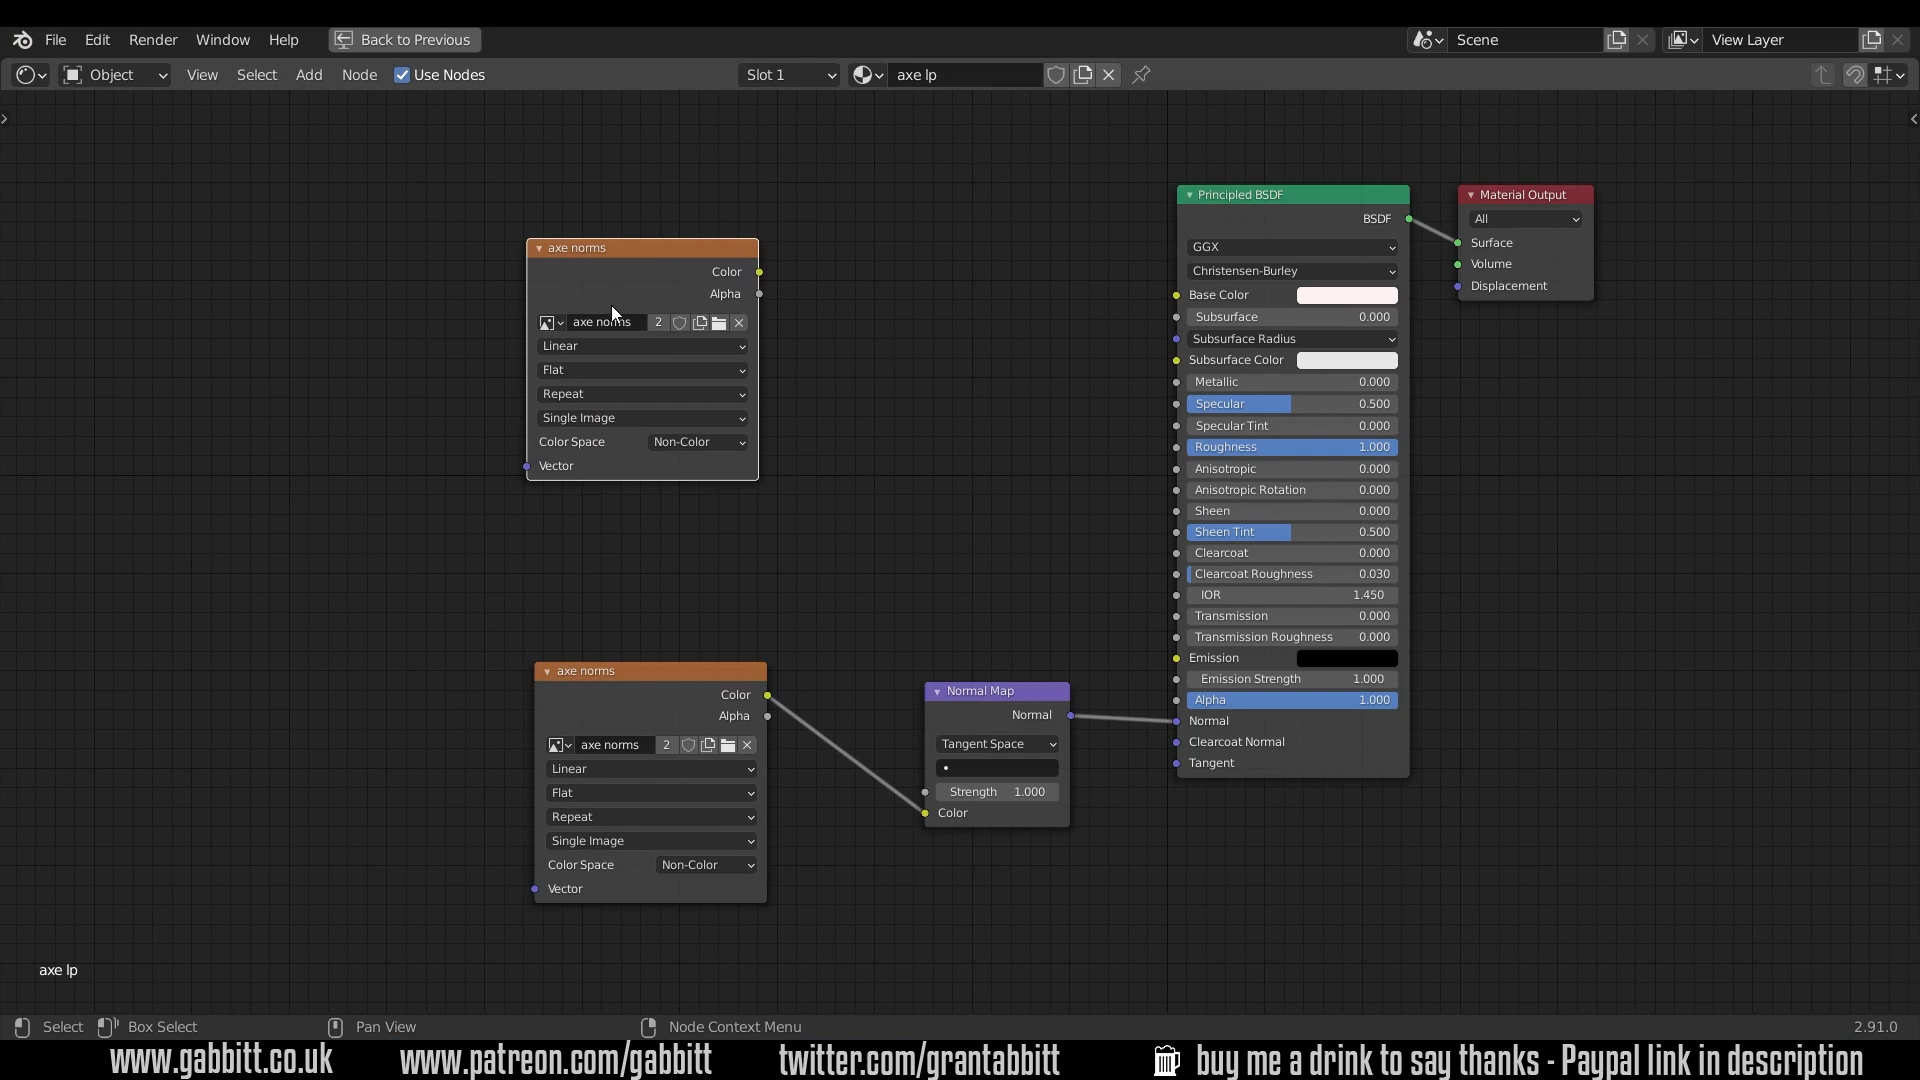 File Edit Render Window Help Back to Previous Scene View Layer
Object View Select Add Node Use Nodes Slot 1 axe lp
Principled BSDF
BSDF
GGX
Christensen-Burley
Base Color
Subsurface 0.000
Subsurface Radius
Subsurface Color
Metallic 0.000
Specular 0.500
Specular Tint 0.000
Roughness 1.000
Anisotropic 0.000
Anisotropic Rotation 0.000
Sheen 0.000
Sheen Tint 0.500
Clearcoat 0.000
Clearcoat Roughness 0.030
IOR 1.450
Transmission 0.000
Transmission Roughness 0.000
Emission
Emission Strength 1.000
Alpha 1.000
Normal
Clearcoat Normal
Tangent
Material Output
All
Surface
Volume
Displacement
axe norms
Color
Alpha
axe norms 2
Linear
Flat
Repeat
Single Image
Color Space Non-Color
Vector
axe norms
Color
Alpha
axe norms 2
Linear
Flat
Repeat
Single Image
Color Space Non-Color
Vector
Normal Map
Normal
Tangent Space
Strength 1.000
Color
axe lp
Select Box Select Pan View Node Context Menu 2.91.0
www.gabbitt.co.uk www.patreon.com/gabbitt twitter.com/grantabbitt buy me a drink to say thanks - Paypal link in description